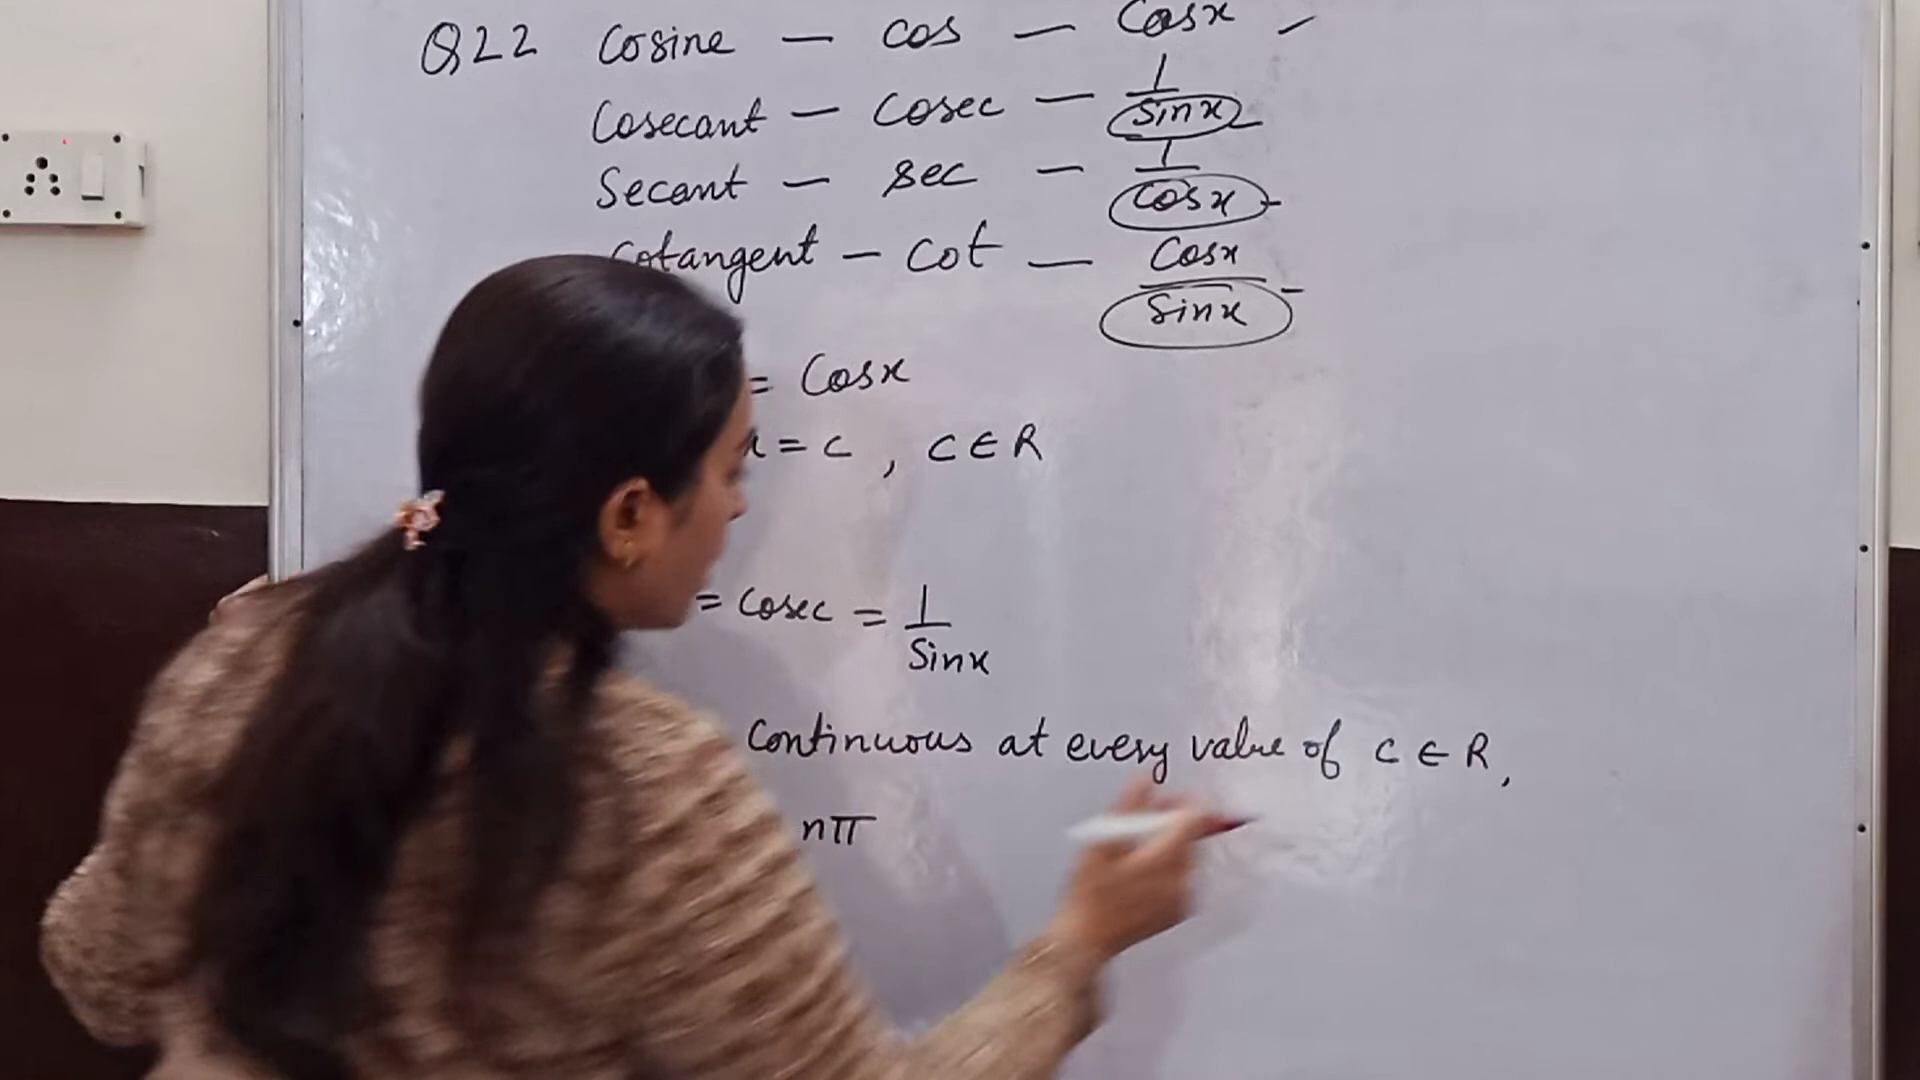 Q22 Cosine — cos — Cosx
Cosecant — Cosec — 1/sinx
Secant — sec — 1/cosx
Cotangent — Cot — Cosx/Sinx
= Cosx
x = c , c ∈ R
= Cosec = 1/Sinx
Continuous at every value of c ∈ R,
nπ